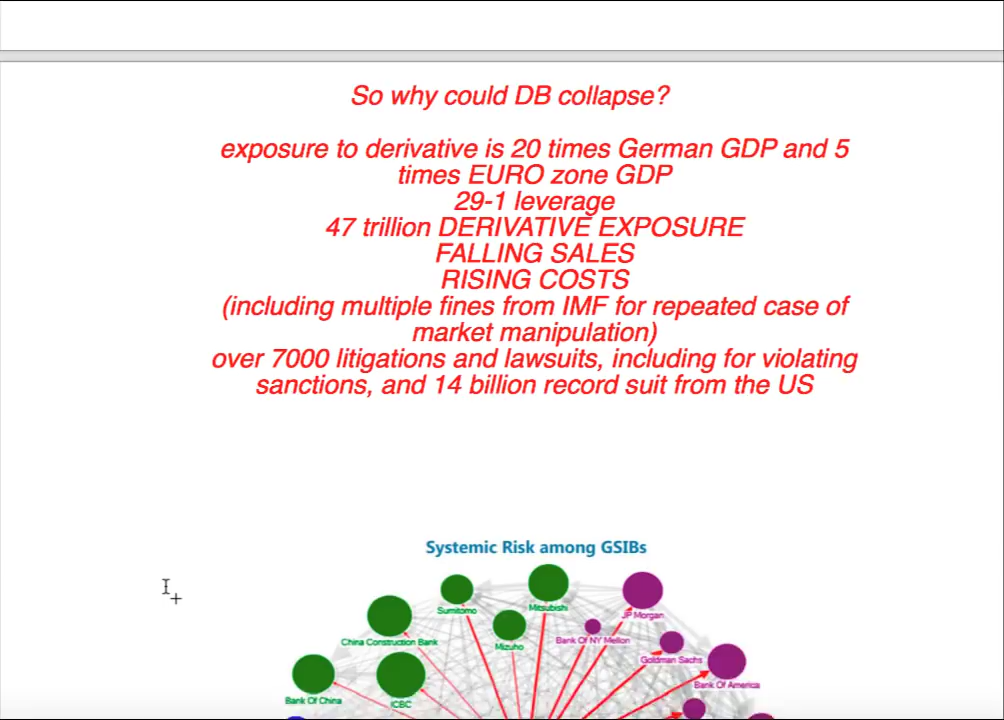 So why could DB collapse?
exposure to derivative is 20 times German GDP and 5
times EURO zone GDP
29-1 leverage
47 trillion DERIVATIVE EXPOSURE
FALLING SALES
RISING COSTS
(including multiple fines from IMF for repeated case of
market manipulation)
over 7000 litigations and lawsuits, including for violating
sanctions, and 14 billion record suit from the US
Systemic Risk among GSIBs
Sumitomo
Mitsubishi
JP Morgan
China Construction Bank
Mizuho
Bank Of NY Mellon
Goldman Sachs
Bank Of America
Bank Of China
ICBC